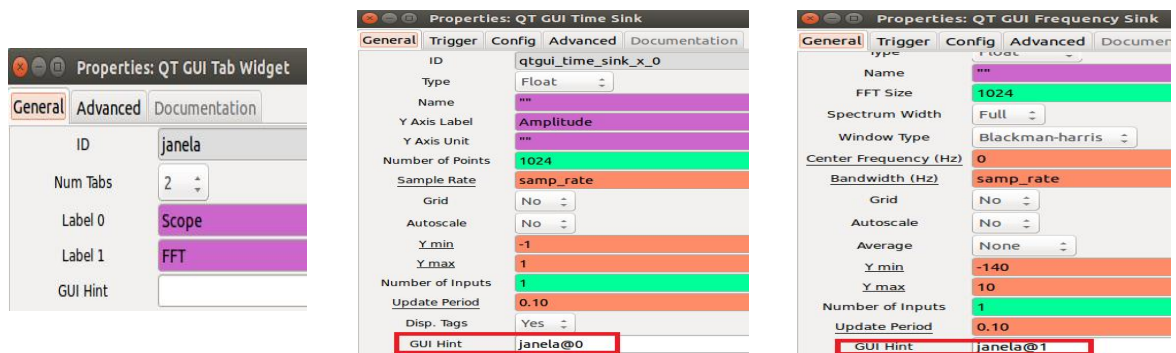 Properties: QT GUI Tab Widget
General Advanced Documentation
ID janela
Num Tabs 2
Label 0 Scope
Label 1 FFT
GUI Hint
Properties: QT GUI Time Sink
General Trigger Config Advanced Documentation
ID qtgui_time_sink_x_0
Type Float
Name ""
Y Axis Label Amplitude
Y Axis Unit ""
Number of Points 1024
Sample Rate samp_rate
Grid No
Autoscale No
Y min -1
Y max 1
Number of Inputs 1
Update Period 0.10
Disp. Tags Yes
GUI Hint janela@0
Properties: QT GUI Frequency Sink
General Trigger Config Advanced Documen
Name ""
FFT Size 1024
Spectrum Width Full
Window Type Blackman-harris
Center Frequency (Hz) 0
Bandwidth (Hz) samp_rate
Grid No
Autoscale No
Average None
Y min -140
Y max 10
Number of Inputs 1
Update Period 0.10
GUI Hint janela@1